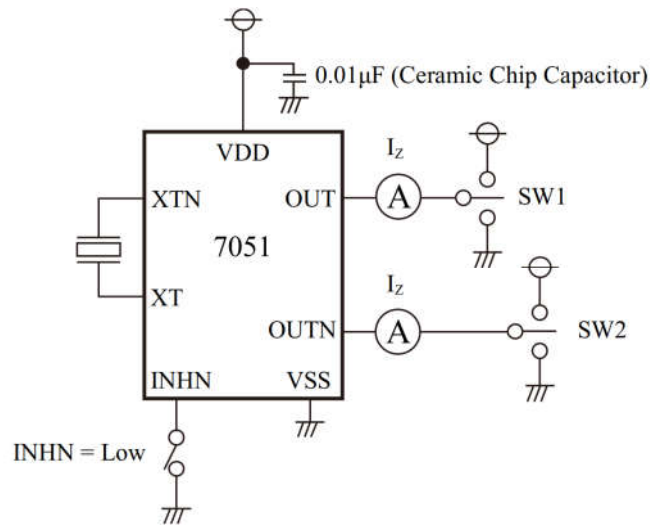 0.01μF (Ceramic Chip Capacitor)
VDD
I_Z
XTN
OUT
A
SW1
7051
XT
I_Z
OUTN
A
SW2
INHN
VSS
INHN = Low